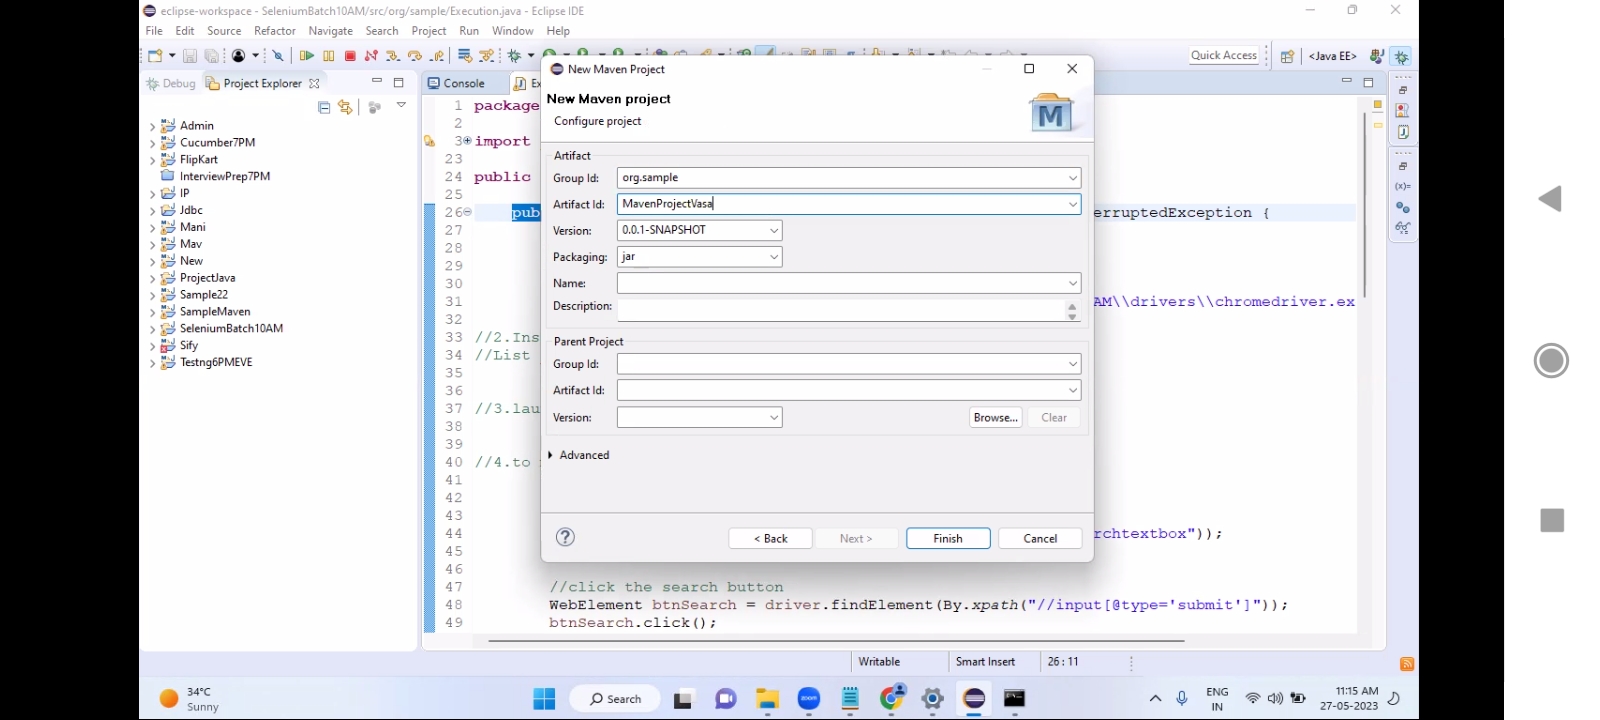 eclipse-workspace - SeleniumBatch10AM/src/org/sample/Execution.java - Eclipse IDE
File Edit Source Refactor Navigate Search Project Run Window Help
Quick Access <Java EE>
Debug Project Explorer
Console
Admin
Cucumber7PM
FlipKart
InterviewPrep7PM
IP
Jdbc
Mani
Mav
New
ProjectJava
Sample22
SampleMaven
SeleniumBatch10AM
Sify
Testng6PMEVE
New Maven Project
New Maven project
Configure project
Artifact
Group Id: org.sample
Artifact Id: MavenProjectVasa
Version: 0.0.1-SNAPSHOT
Packaging: jar
Name:
Description:
Parent Project
Group Id:
Artifact Id:
Version: Browse... Clear
Advanced
< Back Next > Finish Cancel
1 package
2
3 import
23
24 public
25
26 pub erruptedException {
27
28
29
30
31 AM\\drivers\\chromedriver.ex
32
33 //2.Ins
34 //List
35
36
37 //3.lau
38
39
40 //4.to
41
42
43
44 rchtextbox"));
45
46
47 //click the search button
48 WebElement btnSearch = driver.findElement(By.xpath("//input[@type='submit']"));
49 btnSearch.click();
Writable Smart Insert 26 : 11
34°C
Sunny
Search
zoom
ENG
IN
11:15 AM
27-05-2023